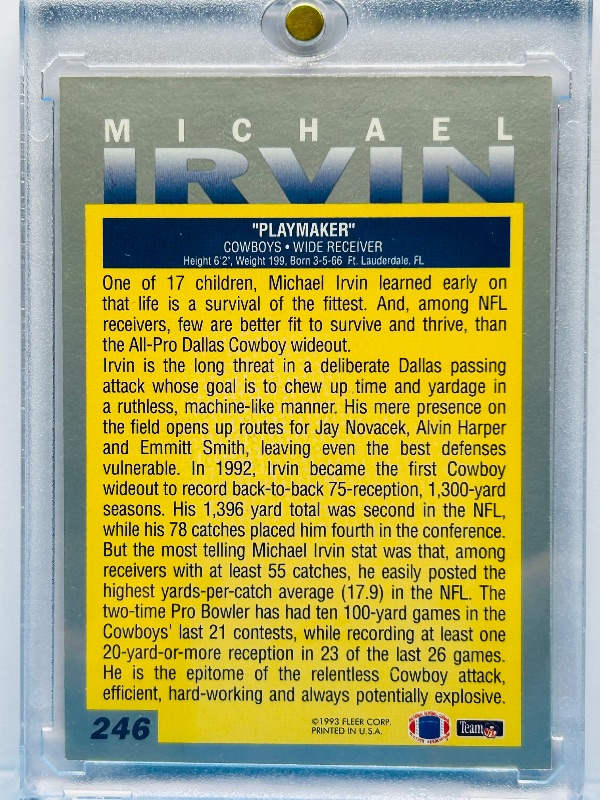 MICHAEL
IRVIN
"PLAYMAKER"
COWBOYS • WIDE RECEIVER
Height 6'2", Weight 199, Born 3-5-66 Ft. Lauderdale, FL
One of 17 children, Michael Irvin learned early on
that life is a survival of the fittest. And, among NFL
receivers, few are better fit to survive and thrive, than
the All-Pro Dallas Cowboy wideout.
Irvin is the long threat in a deliberate Dallas passing
attack whose goal is to chew up time and yardage in
a ruthless, machine-like manner. His mere presence on
the field opens up routes for Jay Novacek, Alvin Harper
and Emmitt Smith, leaving even the best defenses
vulnerable. In 1992, Irvin became the first Cowboy
wideout to record back-to-back 75-reception, 1,300-yard
seasons. His 1,396 yard total was second in the NFL,
while his 78 catches placed him fourth in the conference.
But the most telling Michael Irvin stat was that, among
receivers with at least 55 catches, he easily posted the
highest yards-per-catch average (17.9) in the NFL. The
two-time Pro Bowler has had ten 100-yard games in the
Cowboys' last 21 contests, while recording at least one
20-yard-or-more reception in 23 of the last 26 games.
He is the epitome of the relentless Cowboy attack,
efficient, hard-working and always potentially explosive.
246
©1993 FLEER CORP.
PRINTED IN U.S.A.
Team NFL